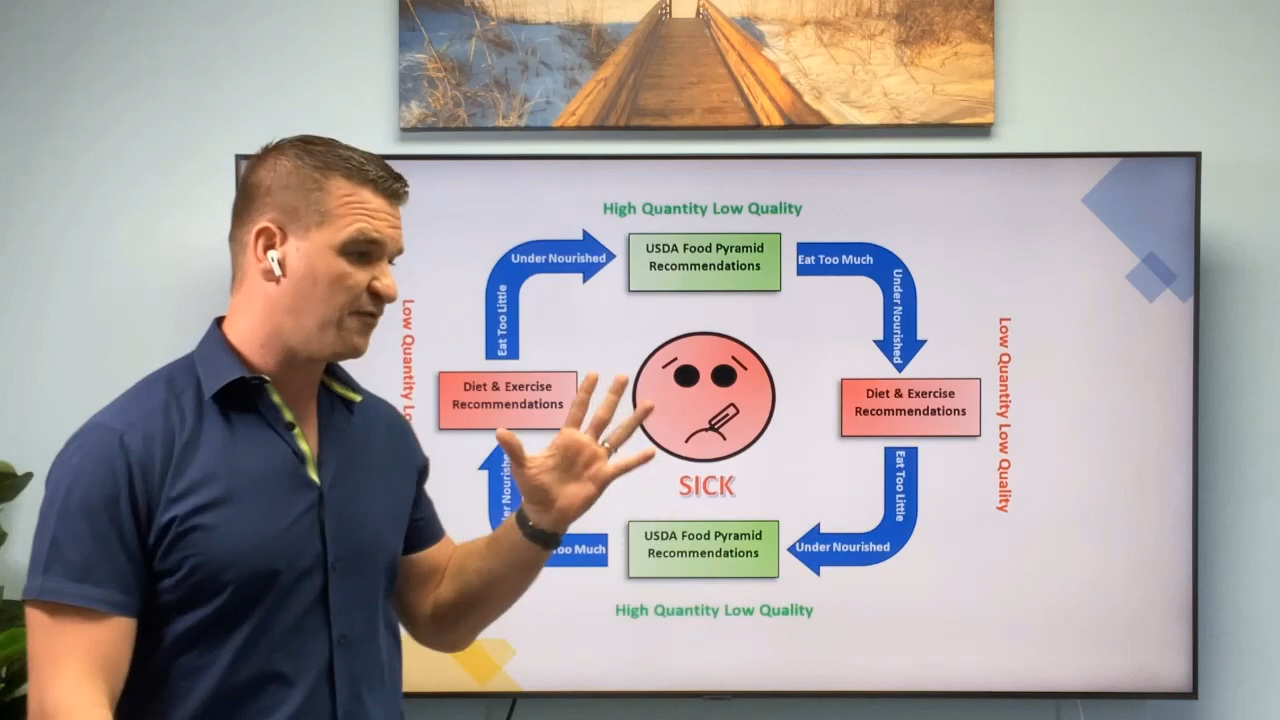 High Quantity Low Quality
USDA Food Pyramid
Recommendations
Under Nourished
Eat Too Much
Eat Too Little
Under Nourished
Low Quantity
Diet & Exercise
Recommendations
Diet & Exercise
Recommendations
Low Quantity Low Quality
SICK
Eat Too Little
USDA Food Pyramid
Recommendations
Under Nourished
Too Much
High Quantity Low Quality